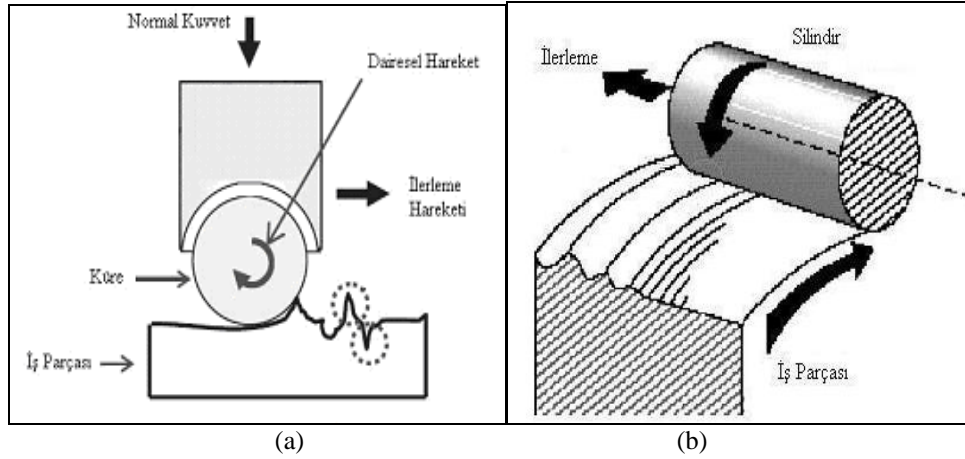 Normal Kuvvet
Dairesel Hareket
İlerleme
Hareketi
Küre
İş Parçası
(a)
Silindir
İlerleme
İş Parçası
(b)